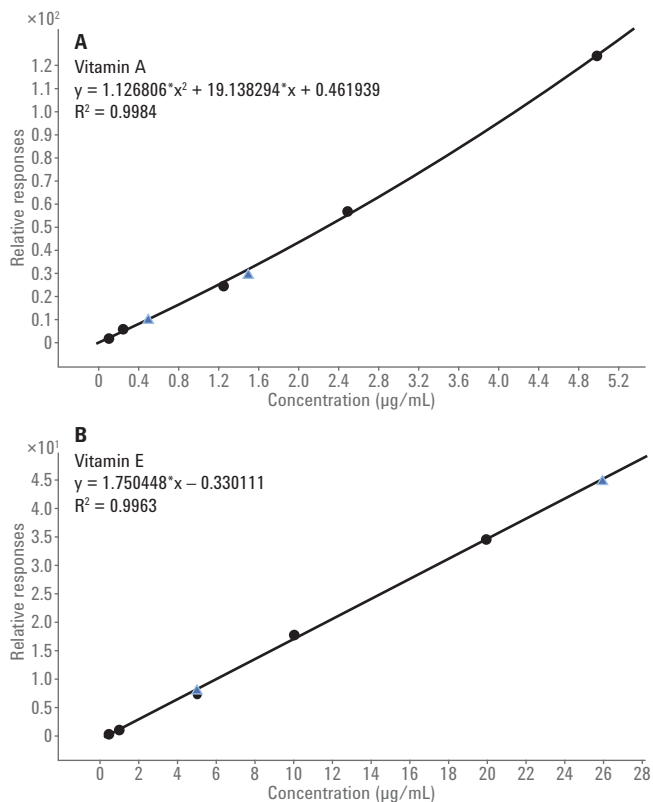 ×10²
A
Vitamin A
y = 1.126806*x² + 19.138294*x + 0.461939
R² = 0.9984
Relative responses
1.2
1.1
1.0
0.9
0.8
0.7
0.6
0.5
0.4
0.3
0.2
0.1
0
0 0.4 0.8 1.2 1.6 2.0 2.4 2.8 3.2 3.6 4.0 4.4 4.8 5.2
Concentration (µg/mL)
B
×10¹
Vitamin E
y = 1.750448*x – 0.330111
R² = 0.9963
Relative responses
4.5
4.0
3.5
3.0
2.5
2.0
1.5
1.0
0.5
0
0 2 4 6 8 10 12 14 16 18 20 22 24 26 28
Concentration (µg/mL)